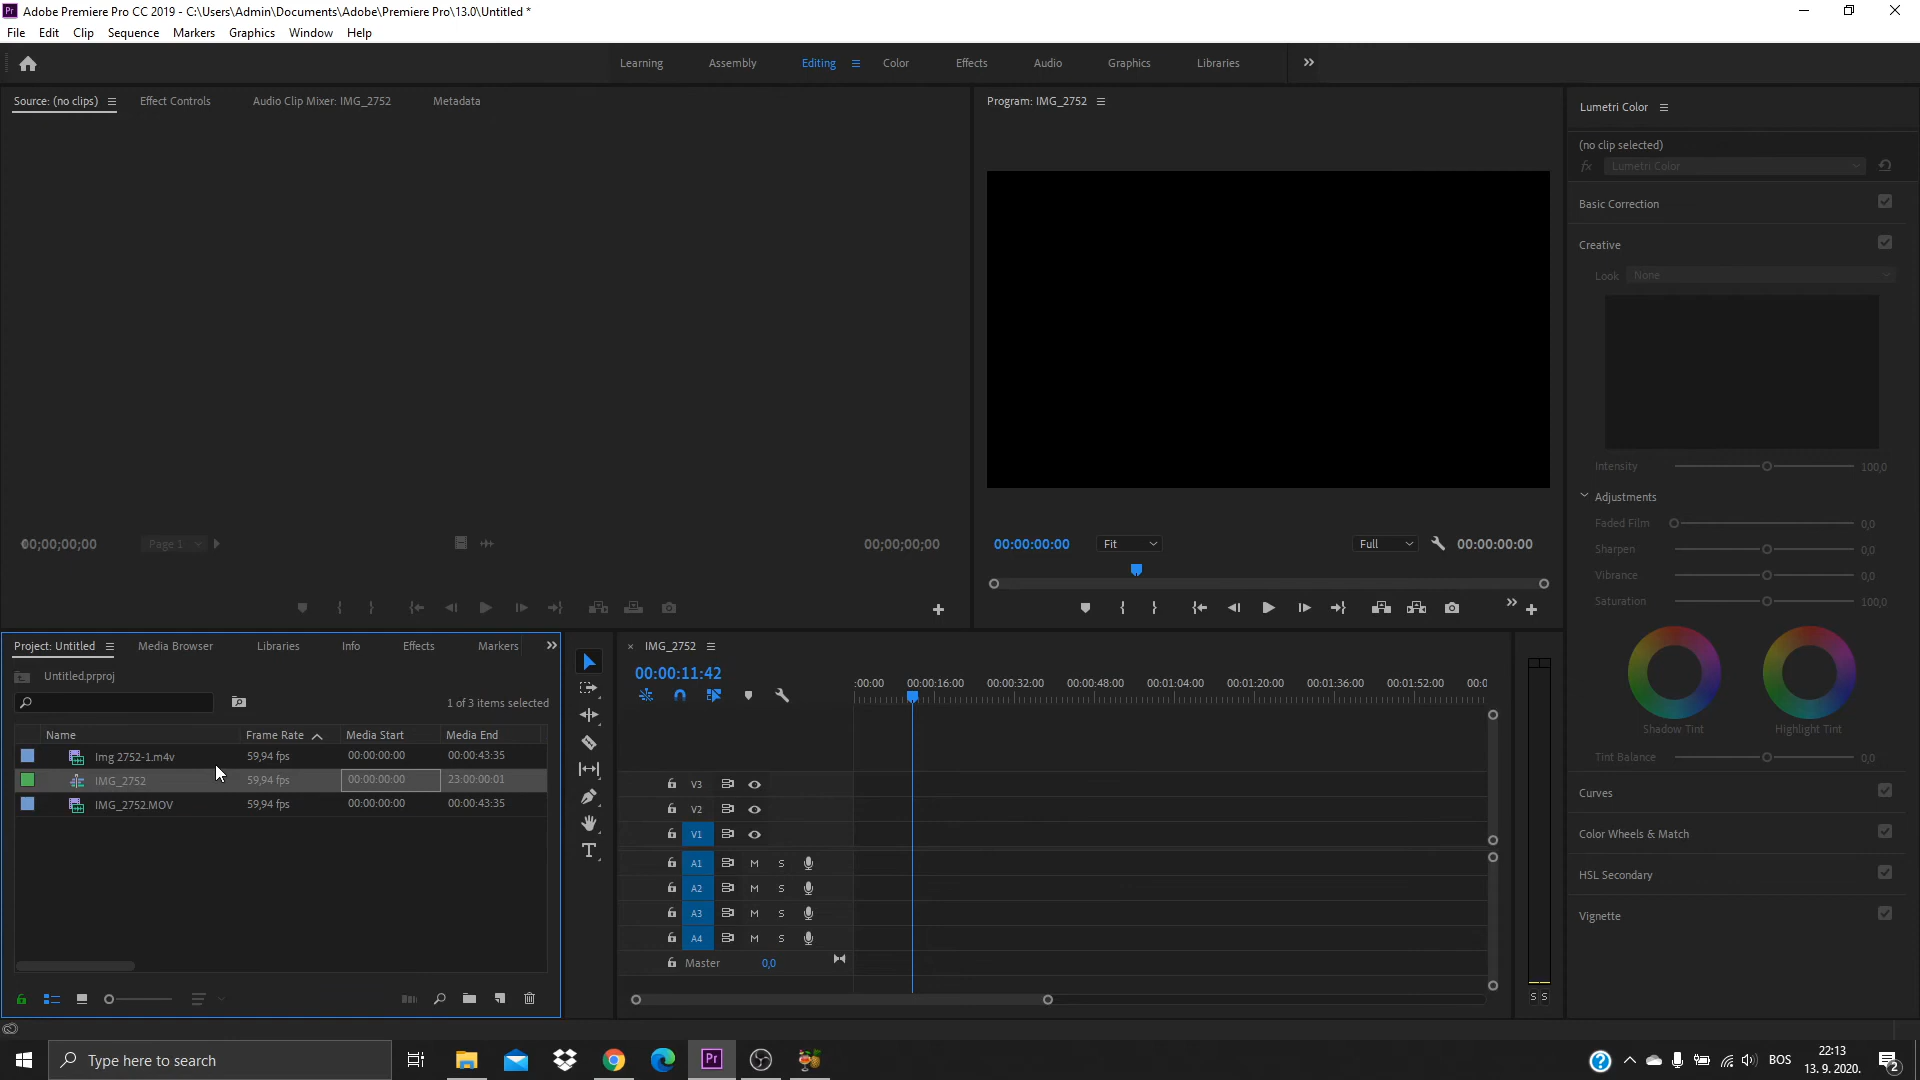 Adobe Premiere Pro CC 2019 - C:\Users\Admin\Documents\Adobe\Premiere Pro\13.0\Untitled *
File Edit Clip Sequence Markers Graphics Window Help
Learning Assembly Editing Color Effects Audio Graphics Libraries
Source: (no clips) Effect Controls Audio Clip Mixer: IMG_2752 Metadata
Program: IMG_2752
Lumetri Color
(no clip selected)
fx Lumetri Color
Basic Correction
Creative
Look None
Intensity 100,0
Adjustments
Faded Film 0,0
Sharpen 0,0
Vibrance 0,0
Saturation 100,0
Shadow Tint Highlight Tint
Tint Balance 0,0
Curves
Color Wheels & Match
HSL Secondary
Vignette
00;00;00;00 Page 1 00;00;00;00
00:00:00:00 Fit Full 00:00:00:00
Project: Untitled Media Browser Libraries Info Effects Markers
Untitled.prproj
1 of 3 items selected
Name Frame Rate Media Start Media End
Img 2752-1.m4v 59,94 fps 00:00:00:00 00:00:43:35
IMG_2752 59,94 fps 00:00:00:00 23:00:00:01
IMG_2752.MOV 59,94 fps 00:00:00:00 00:00:43:35
IMG_2752
00:00:11:42
:00:00 00:00:16:00 00:00:32:00 00:00:48:00 00:01:04:00 00:01:20:00 00:01:36:00 00:01:52:00 00:0
V3
V2
V1
A1 M S
A2 M S
A3 M S
A4 M S
Master 0,0
S S
Type here to search
Pr
BOS
22:13
13. 9. 2020.
2